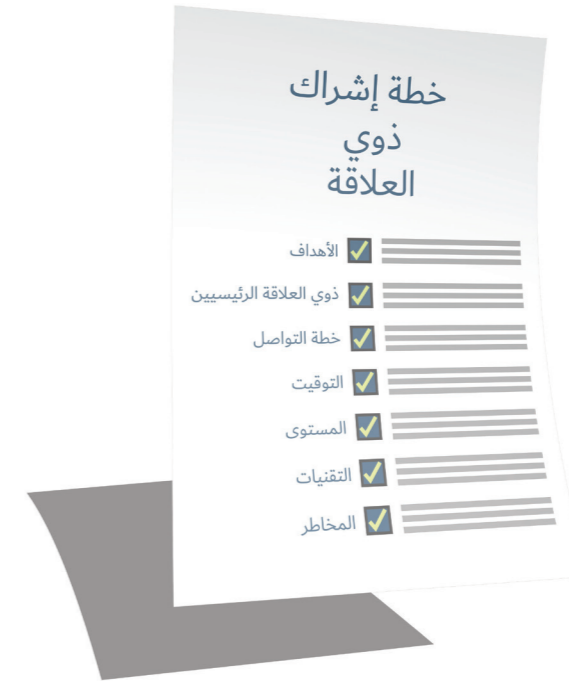 خطة إشراك
ذوي
العلاقة
الأهداف
ذوي العلاقة الرئيسيين
خطة التواصل
التوقيت
المستوى
التقنيات
المخاطر